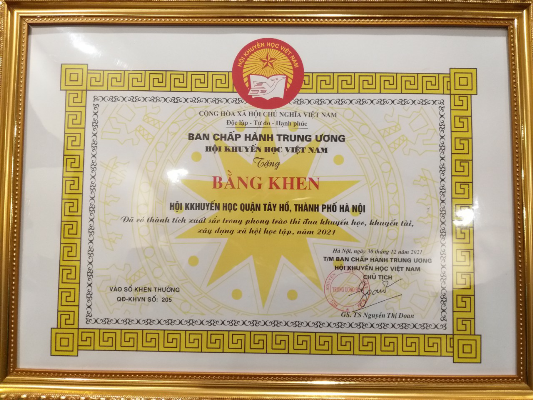 HỘI KHUYẾN HỌC VIỆT NAM
CỘNG HÒA XÃ HỘI CHỦ NGHĨA VIỆT NAM
Độc lập - Tự do - Hạnh phúc
BAN CHẤP HÀNH TRUNG ƯƠNG
HỘI KHUYẾN HỌC VIỆT NAM
Tặng
BẰNG KHEN
HỘI KKHUYẾN HỌC QUẬN TÂY HỒ, THÀNH PHỐ HÀ NỘI
Đã có thành tích xuất sắc trong phong trào thi đua khuyến học, khuyến tài,
xây dựng xã hội học tập, năm 2021
Hà Nội, ngày 30 tháng 12 năm 2021
T/M BAN CHẤP HÀNH TRUNG ƯƠNG
HỘI KHUYẾN HỌC VIỆT NAM
CHỦ TỊCH
VÀO SỔ KHEN THƯỞNG
QĐ-KHVN SỐ: 205
Gs. TS Nguyễn Thị Doan